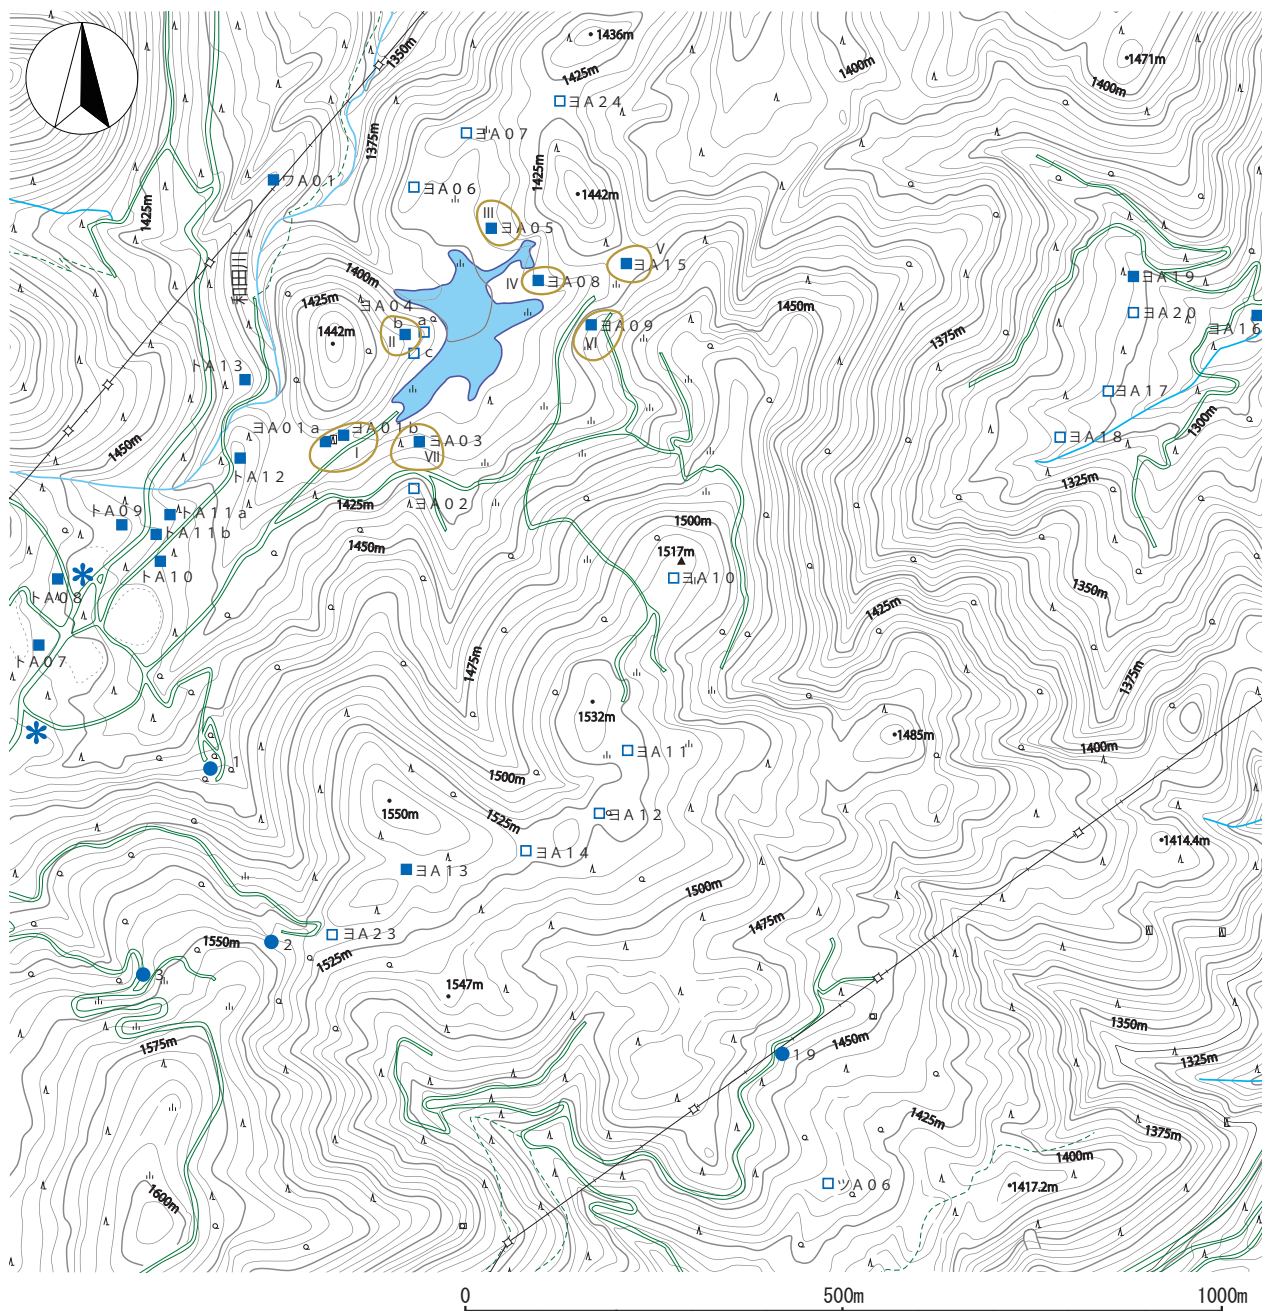 1436m
1350m
1471m
1425m
1400m
1400m
ヨA24
ヨA07
1375m
1425m
ワA01
ヨA06
1442m
1425m
III
ヨA05
V
和田川
1400m
ヨA15
IV
ヨA08
ヨA19
1425m
ヨA04
1450m
ヨA20
b
a
ヨA09
ヨA16
1442m
II
VI
1375m
c
トA13
ヨA17
ヨA01a
ヨA01b
ヨA03
ヨA18
1300m
1450m
I
VII
トA12
1325m
1425m
ヨA02
トA09
トA11a
1500m
トA11b
1450m
1517m
トA10
ヨA10
トA08
1350m
1425m
トA07
1475m
1375m
1532m
1485m
1400m
ヨA11
1
1500m
1550m
ヨA12
1525m
1414.4m
ヨA14
ヨA13
1500m
1475m
ヨA23
1550m
2
1525m
3
1547m
1350m
1575m
1450m
19
1325m
1425m
1375m
1400m
ツA06
1417.2m
1600m
0
500m
1000m